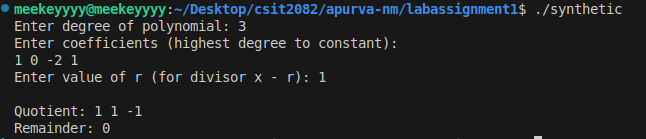 meekeyyyy@meekeyyyy:~/Desktop/csit2082/apurva-nm/labassignment1$ ./synthetic
Enter degree of polynomial: 3
Enter coefficients (highest degree to constant):
1 0 -2 1
Enter value of r (for divisor x - r): 1
Quotient: 1 1 -1
Remainder: 0